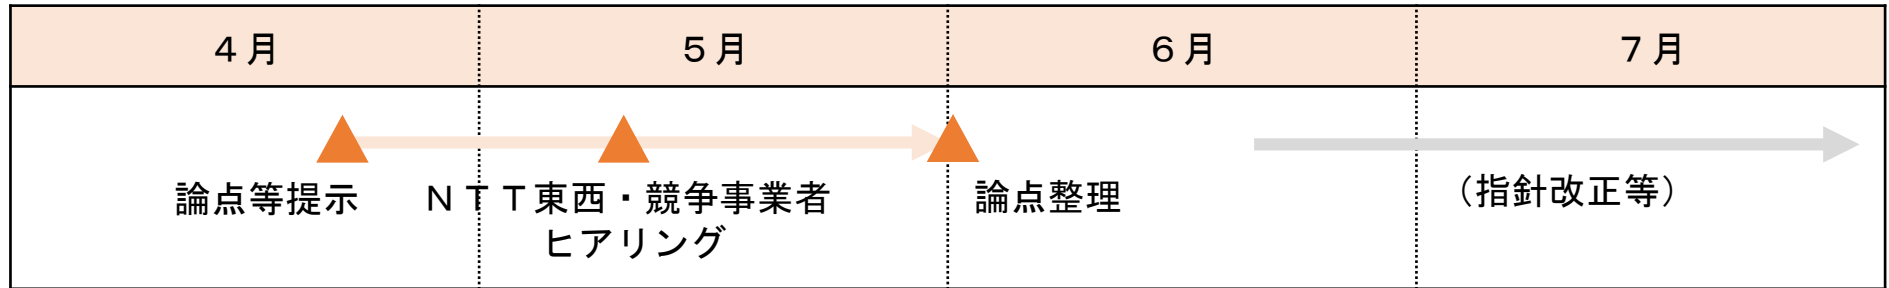 ４月
５月
６月
７月
論点等提示
ＮＴＴ東西・競争事業者
ヒアリング
論点整理
（指針改正等）